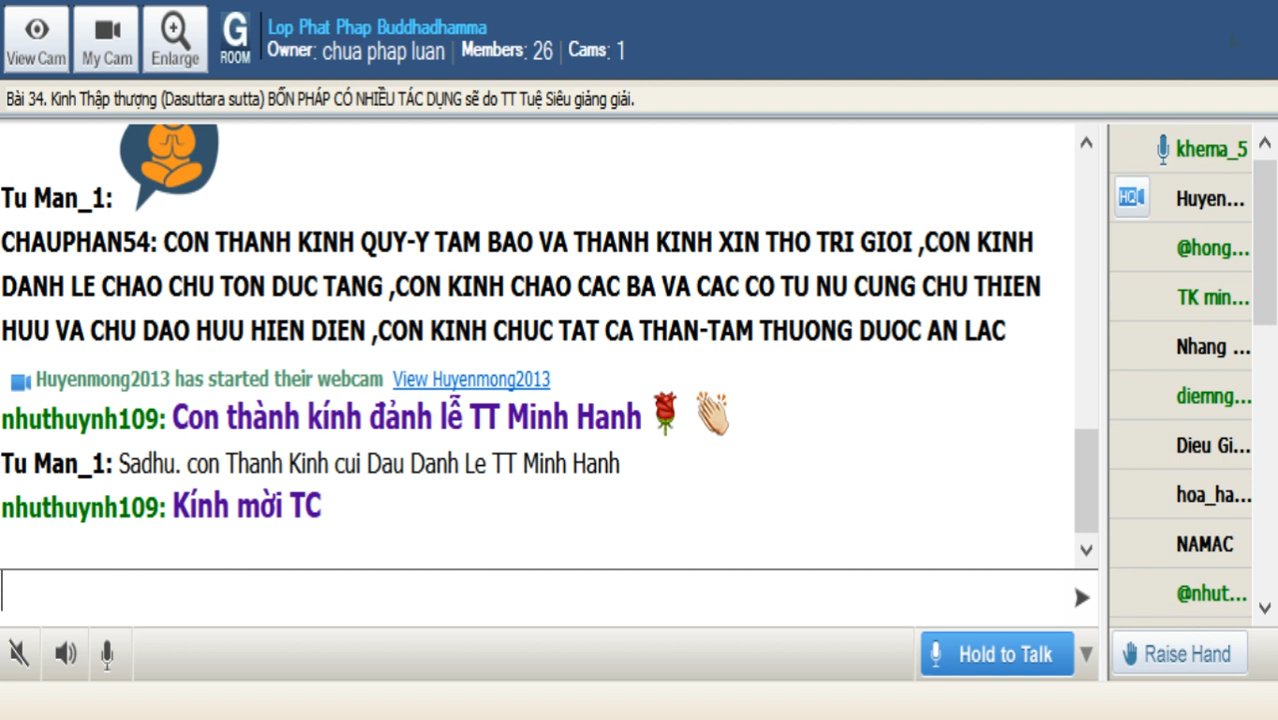 View Cam
My Cam
Enlarge
G
ROOM
Lop Phat Phap Buddhadhamma
Owner: chua phap luan | Members: 26 | Cams: 1
Bài 34. Kinh Thập thượng (Dasuttara sutta) BỐN PHÁP CÓ NHIỀU TÁC DỤNG sẽ do TT Tuệ Siêu giảng giải.
Tu Man_1:
CHAUPHAN54: CON THANH KINH QUY-Y TAM BAO VA THANH KINH XIN THO TRI GIOI ,CON KINH
DANH LE CHAO CHU TON DUC TANG ,CON KINH CHAO CAC BA VA CAC CO TU NU CUNG CHU THIEN
HUU VA CHU DAO HUU HIEN DIEN ,CON KINH CHUC TAT CA THAN-TAM THUONG DUOC AN LAC
Huyenmong2013 has started their webcam View Huyenmong2013
nhuthuynh109: Con thành kính đảnh lễ TT Minh Hanh
Tu Man_1: Sadhu. con Thanh Kinh cui Dau Danh Le TT Minh Hanh
nhuthuynh109: Kính mời TC
Hold to Talk
khema_5
HQ
Huyen...
@hong...
TK min...
Nhang ...
diemng...
Dieu Gi...
hoa_ha...
NAMAC
@nhut...
Raise Hand